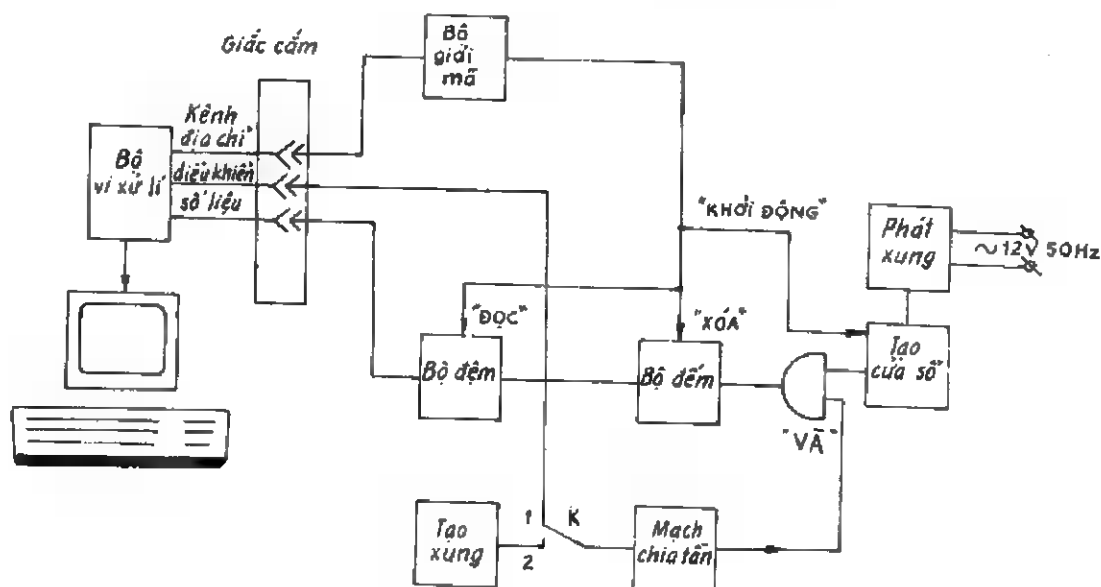 Giắc cắm
Bộ
giải
mã
Kênh
địa chỉ
điều khiển
số liệu
Bộ
vi xử lí
"KHỞI ĐỘNG"
Phát
xung
~ 12V 50Hz
"ĐỌC"
"XÓA"
Bộ đệm
Bộ đếm
Tạo
cửa sổ
"VÀ"
1
K
2
Tạo
xung
Mạch
chia tần